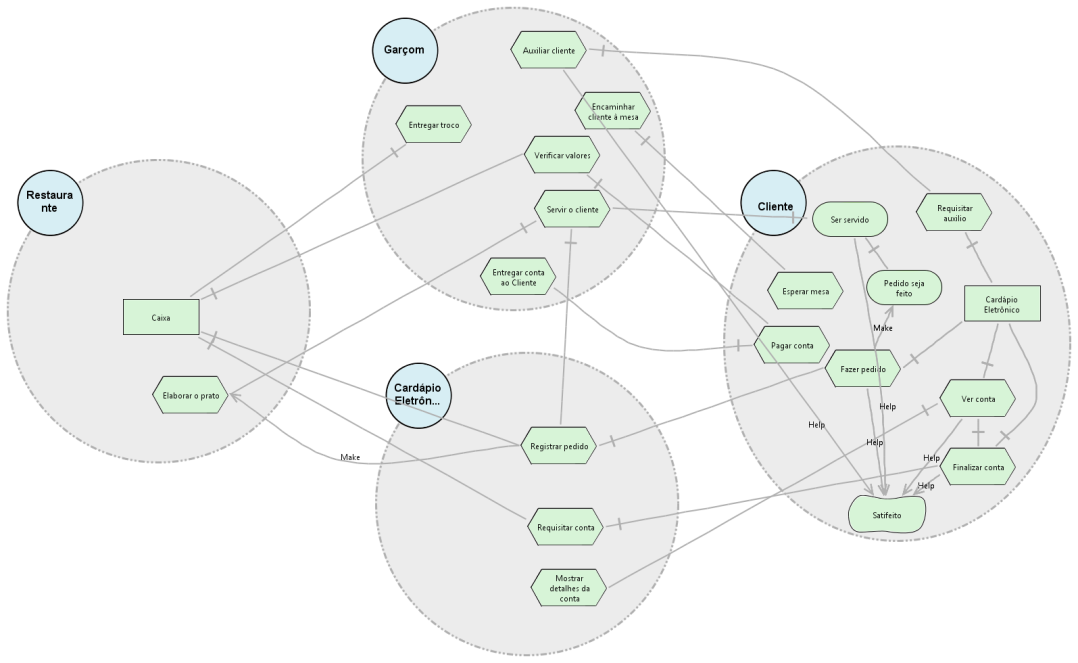 Garçom
Auxiliar cliente
Encaminhar
cliente á mesa
Entregar troco
Verificar valores
Servir o cliente
Entregar conta
ao Cliente
Restaura
nte
Caixa
Elaborar o prato
Make
Cardápio
Eletrôn...
Registrar pedido
Requisitar conta
Mostrar
detalhes da
conta
Cliente
Ser servido
Requisitar
auxilio
Pedido seja
feito
Esperar mesa
Cardápio
Eletrônico
Make
Pagar conta
Fazer pedido
Ver conta
Help
Help
Help
Help
Finalizar conta
Help
Satifeito